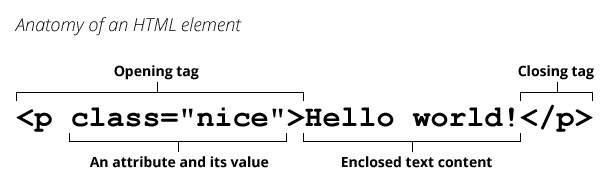 Anatomy of an HTML element
Opening tag Closing tag
<p class="nice">Hello world!</p>
An attribute and its value Enclosed text content